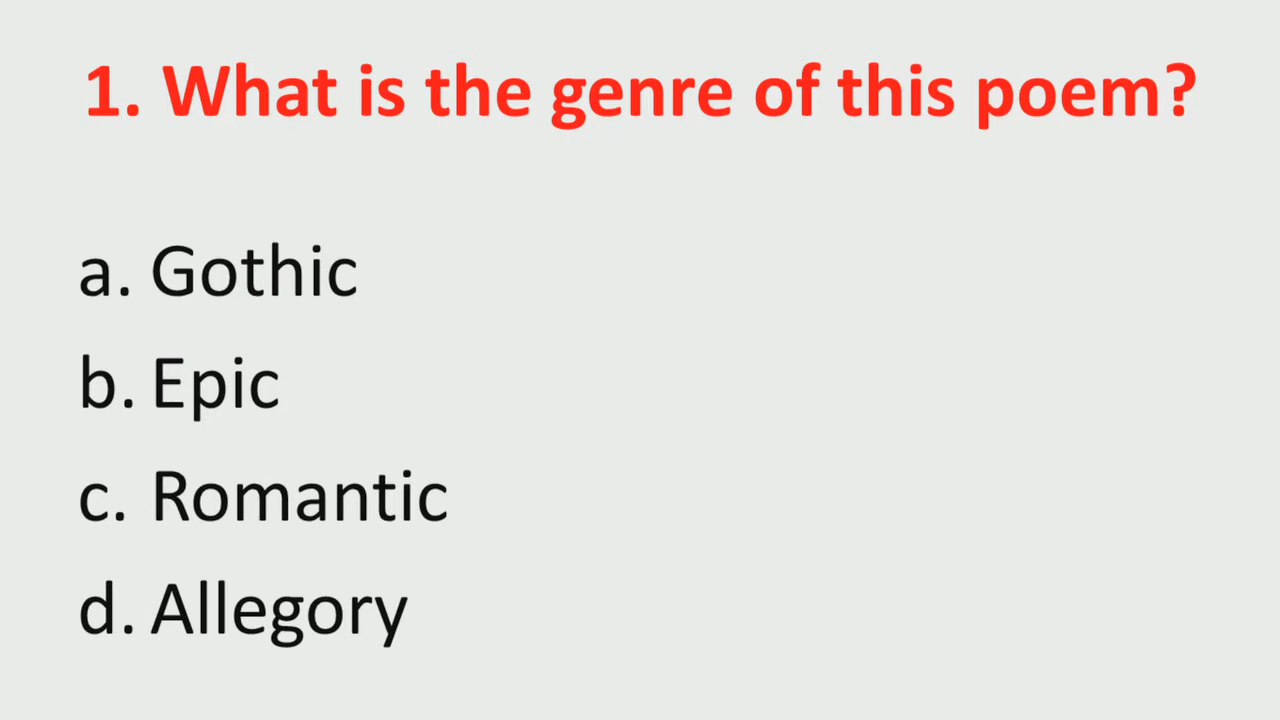 1. What is the genre of this poem?
a. Gothic
b. Epic
c. Romantic
d. Allegory